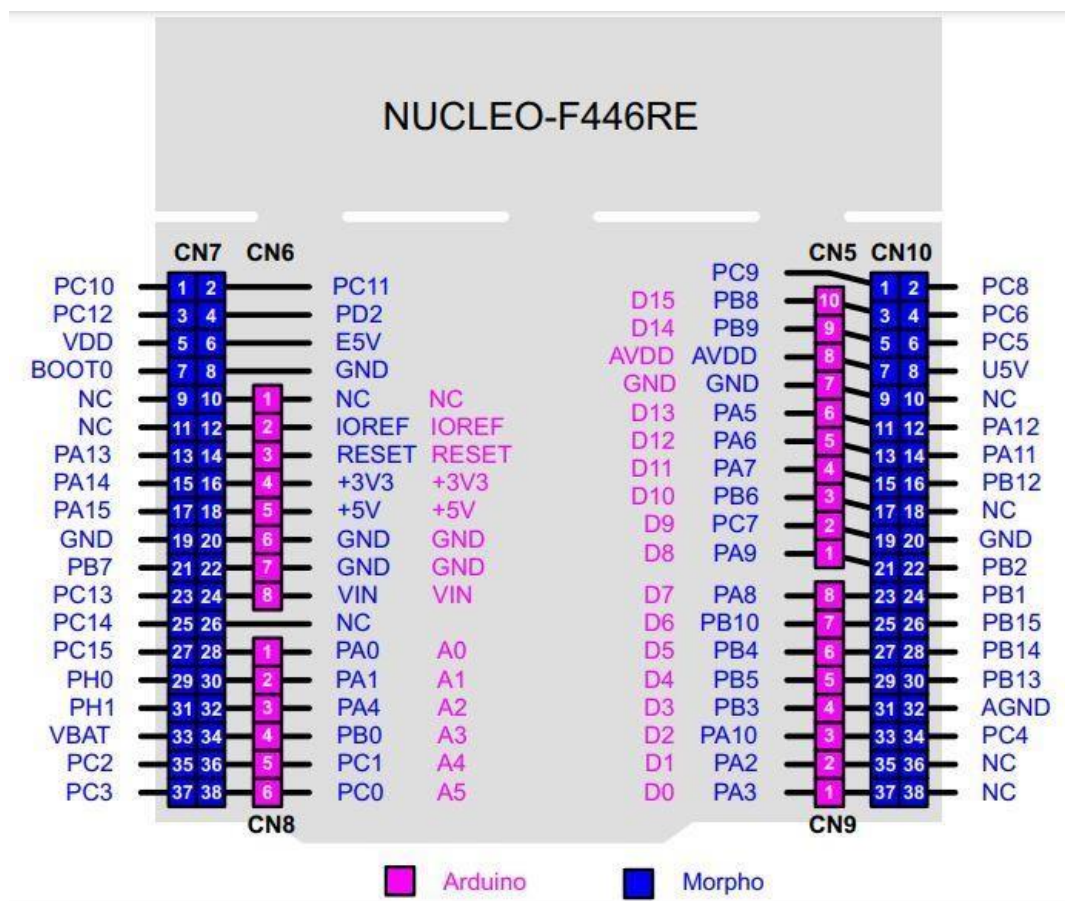 NUCLEO-F446RE
CN7 CN6 CN5 CN10
PC9
PC10 1 2 PC11 1 2 PC8
D15 PB8 10
PC12 3 4 PD2 3 4 PC6
D14 PB9 9
VDD 5 6 E5V 5 6 PC5
AVDD AVDD 8
BOOT0 7 8 GND 7 8 U5V
GND GND 7
NC 9 10 1 NC NC 9 10 NC
D13 PA5 6
NC 11 12 2 IOREF IOREF 11 12 PA12
D12 PA6 5
PA13 13 14 3 RESET RESET 13 14 PA11
D11 PA7 4
PA14 15 16 4 +3V3 +3V3 15 16 PB12
D10 PB6 3
PA15 17 18 5 +5V +5V 17 18 NC
D9 PC7 2
GND 19 20 6 GND GND 19 20 GND
D8 PA9 1
PB7 21 22 7 GND GND 21 22 PB2
PC13 23 24 8 VIN VIN D7 PA8 8 23 24 PB1
PC14 25 26 NC D6 PB10 7 25 26 PB15
PC15 27 28 1 PA0 A0 D5 PB4 6 27 28 PB14
PH0 29 30 2 PA1 A1 D4 PB5 5 29 30 PB13
PH1 31 32 3 PA4 A2 D3 PB3 4 31 32 AGND
VBAT 33 34 4 PB0 A3 D2 PA10 3 33 34 PC4
PC2 35 36 5 PC1 A4 D1 PA2 2 35 36 NC
PC3 37 38 6 PC0 A5 D0 PA3 1 37 38 NC
CN8 CN9
Arduino Morpho